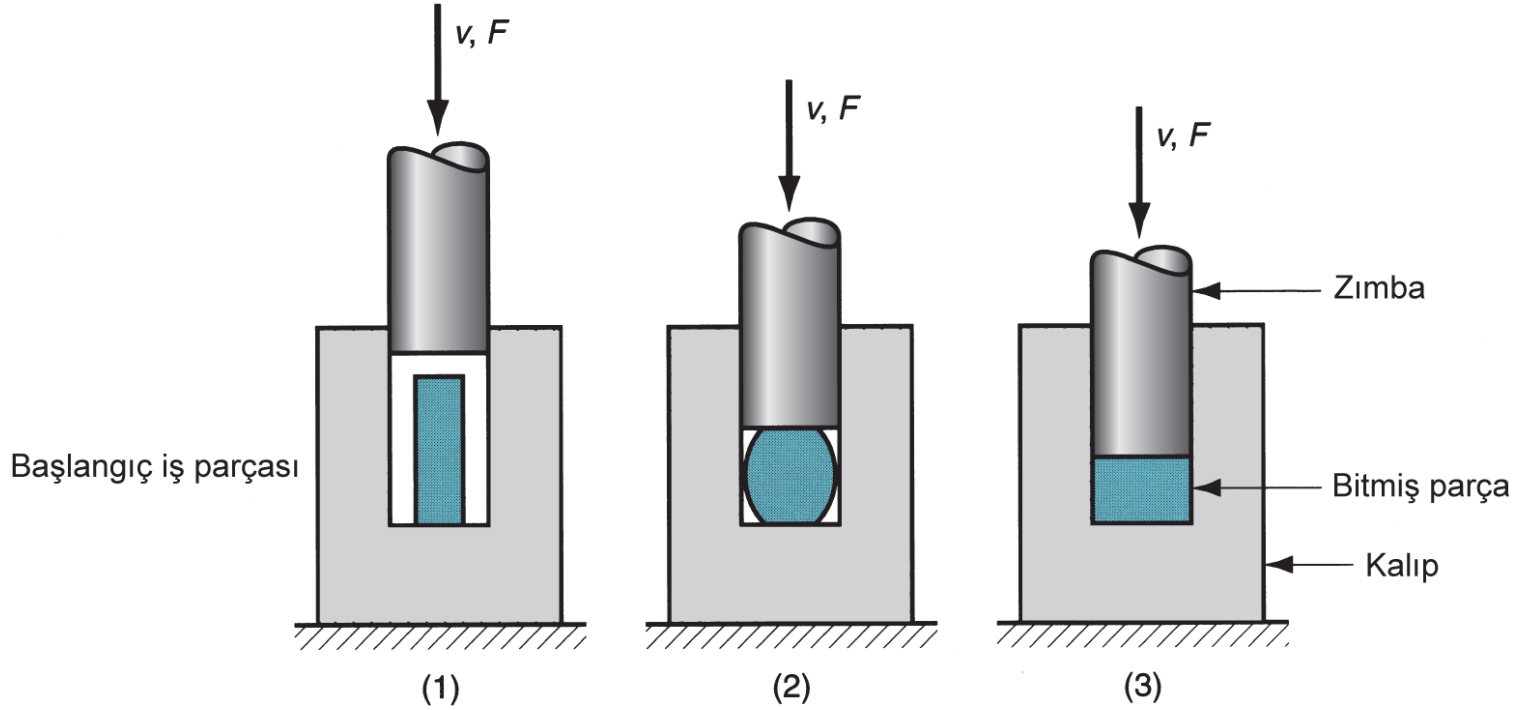 v, F
v, F
v, F
Zımba
Başlangıç iş parçası
Bitmiş parça
Kalıp
(1)
(2)
(3)